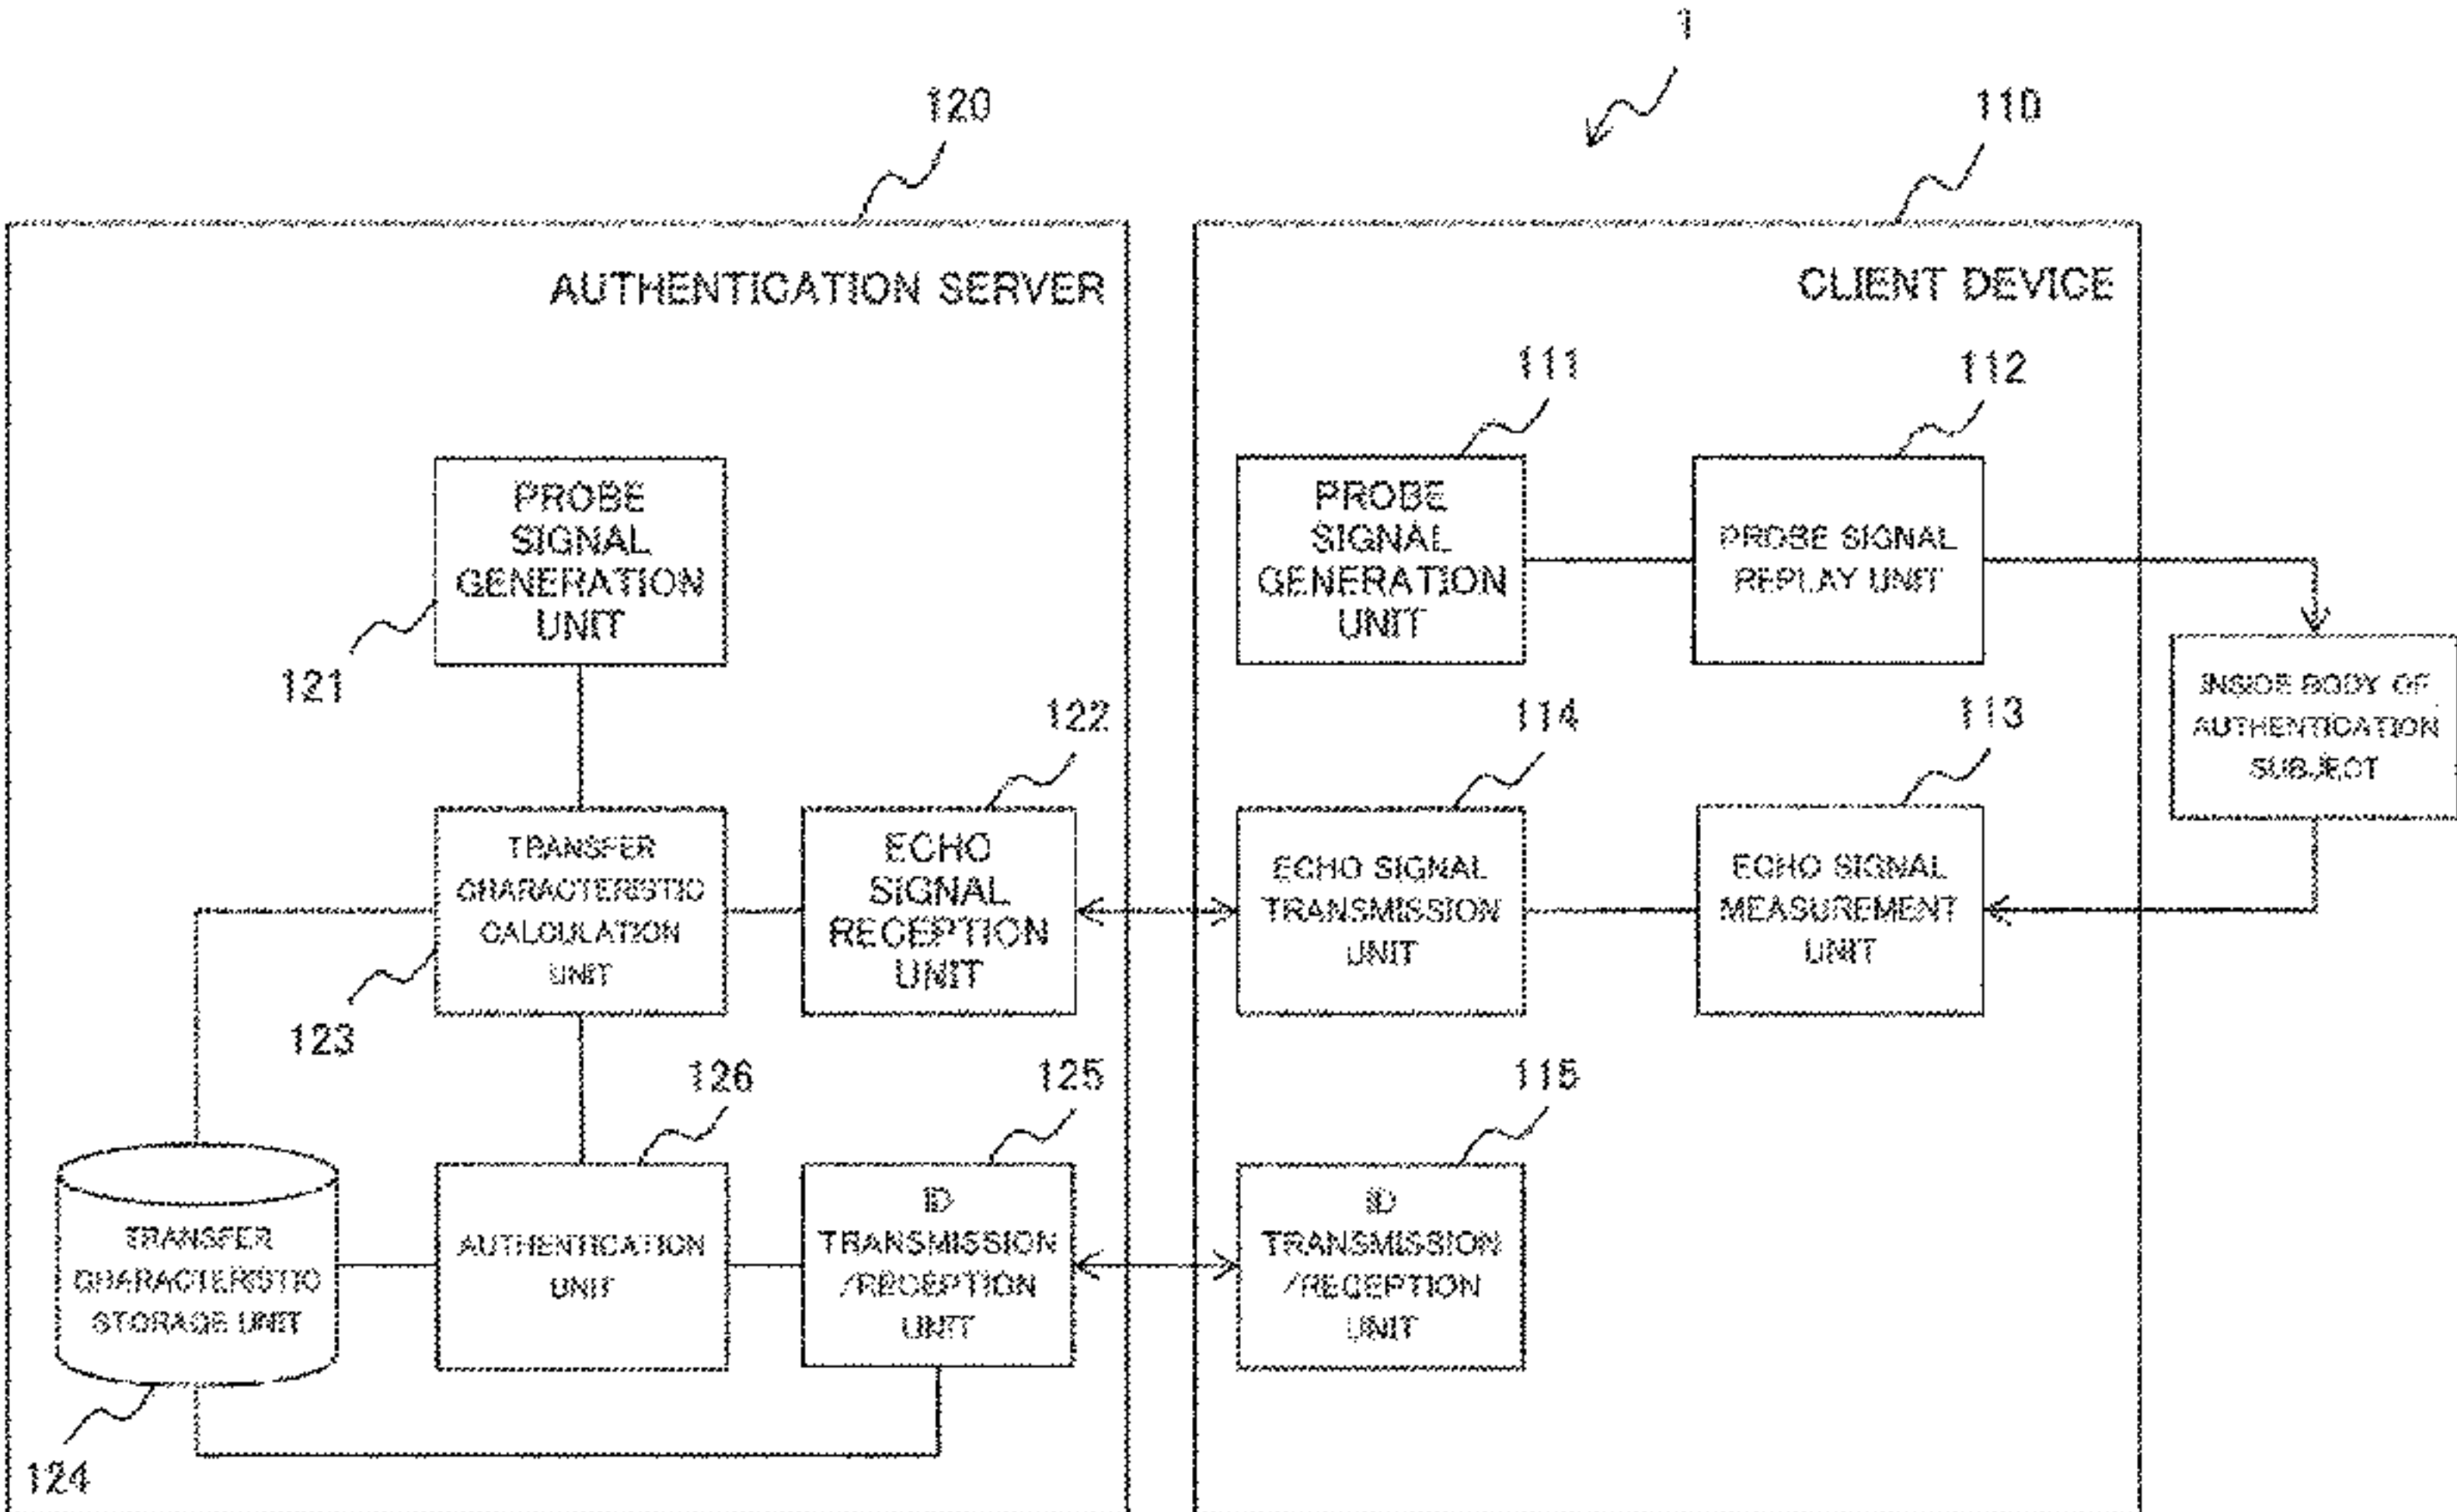 1
120
110
AUTHENTICATION SERVER
CLIENT DEVICE
111
112
PROBE
SIGNAL
GENERATION
UNIT
121
PROBE
SIGNAL
GENERATION
UNIT
PROBE SIGNAL
REPLAY UNIT
INSIDE BODY OF
AUTHENTICATION
SUBJECT
122
114
113
TRANSFER
CHARACTERISTIC
CALCULATION
UNIT
123
ECHO
SIGNAL
RECEPTION
UNIT
ECHO SIGNAL
TRANSMISSION
UNIT
ECHO SIGNAL
MEASUREMENT
UNIT
126
125
115
TRANSFER
CHARACTERISTIC
STORAGE UNIT
124
AUTHENTICATION
UNIT
ID
TRANSMISSION
/RECEPTION
UNIT
ID
TRANSMISSION
/RECEPTION
UNIT